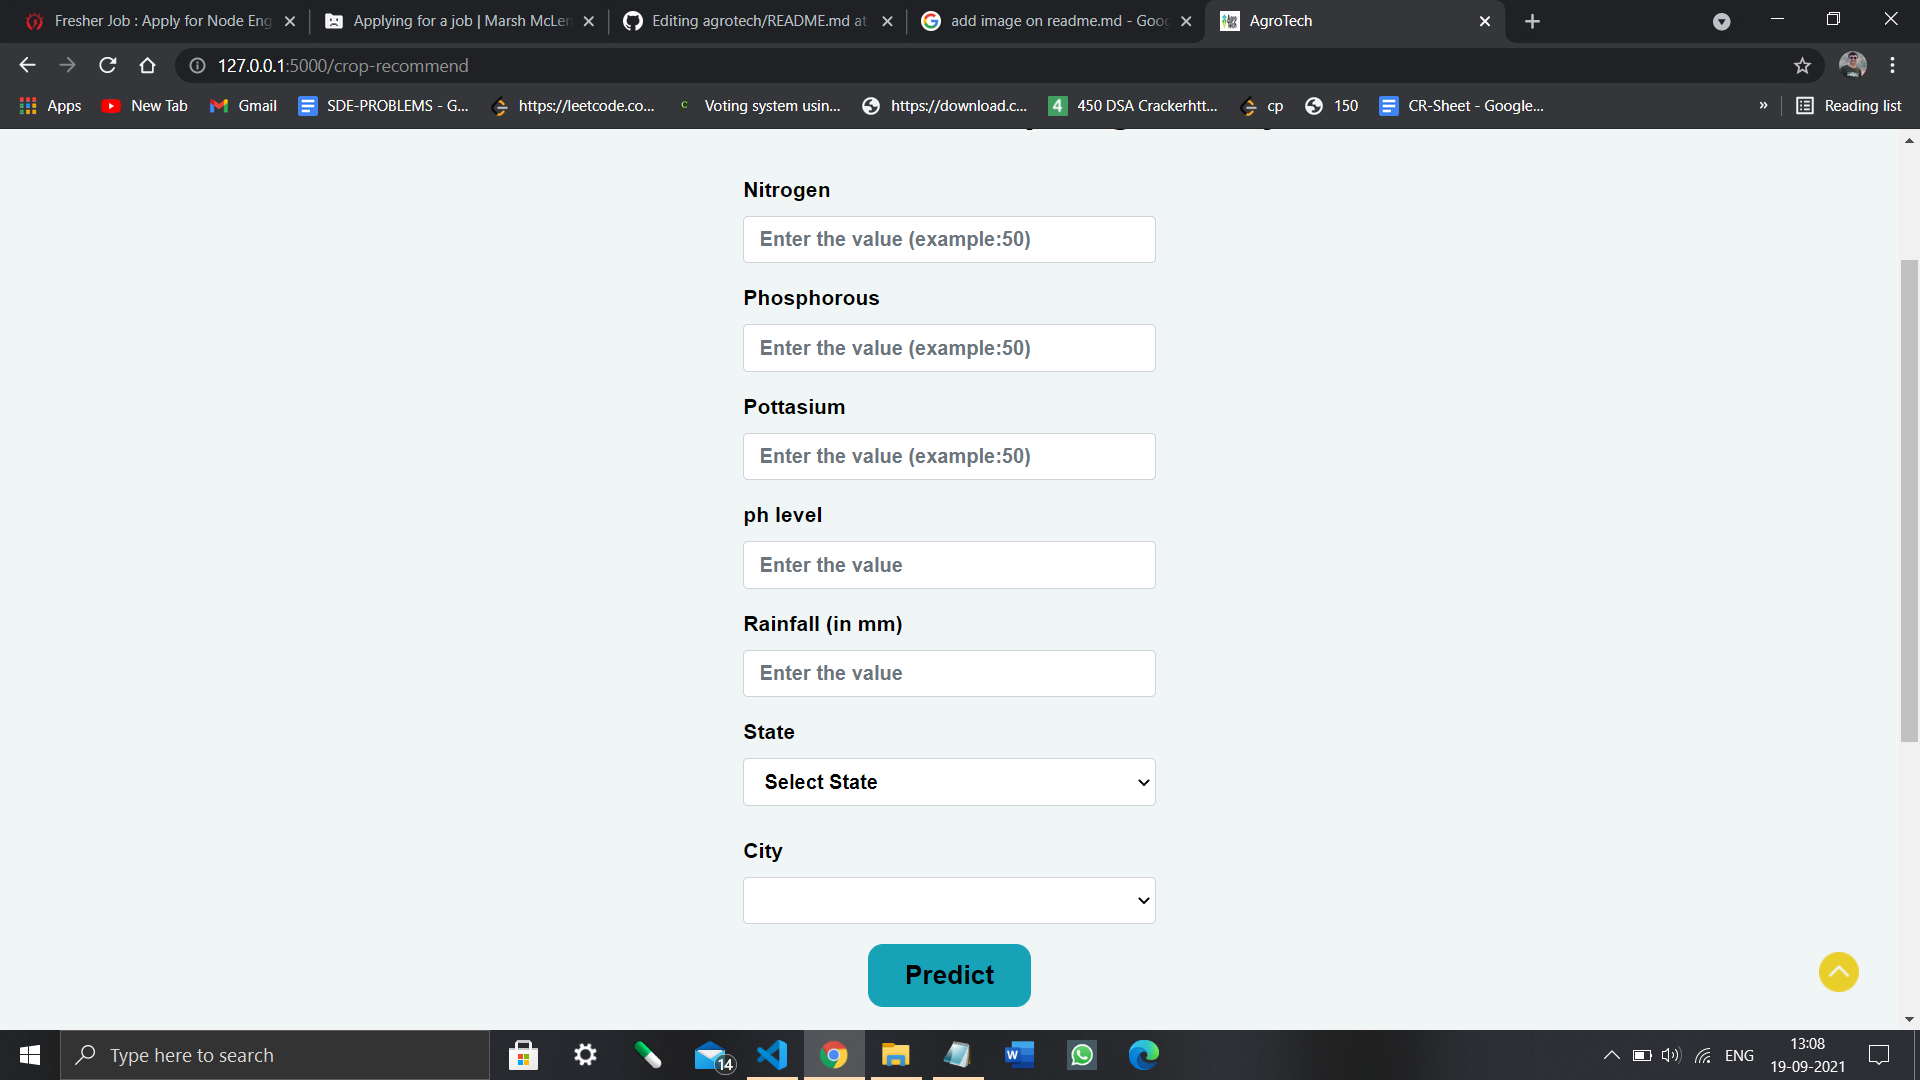 Fresher Job : Apply for Node Eng
Applying for a job | Marsh McLen
Editing agrotech/README.md at
add image on readme.md - Goog
AgroTech
127.0.0.1:5000/crop-recommend
Apps
New Tab
Gmail
SDE-PROBLEMS - G...
https://leetcode.co...
Voting system usin...
https://download.c...
4
450 DSA Crackerhtt...
cp
150
CR-Sheet - Google...
»
Reading list
Nitrogen
Enter the value (example:50)
Phosphorous
Enter the value (example:50)
Pottasium
Enter the value (example:50)
ph level
Enter the value
Rainfall (in mm)
Enter the value
State
Select State
City
Predict
Type here to search
14
ENG
13:08
19-09-2021